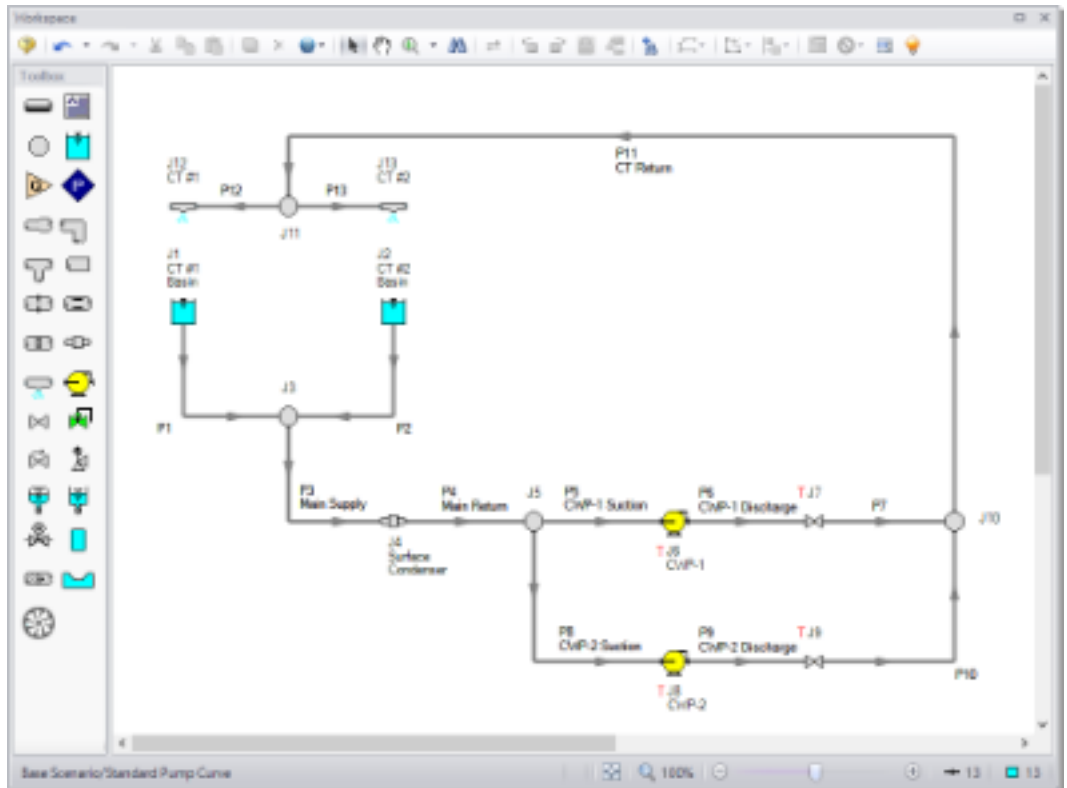 Workspace
Toolbox
P11
CT Return
J12
CT #1
J13
CT #2
P12
P13
J11
J1
CT #1
Basin
J2
CT #2
Basin
J3
P1
P2
P3
Main Supply
P4
Main Return
J5
P5
CWP-1 Suction
P6
CWP-1 Discharge
T J7
P7
J10
J4
Surface
Condenser
T J6
CWP-1
P8
CWP-2 Suction
P9
CWP-2 Discharge
T J9
P10
T J8
CWP-2
Base Scenario/Standard Pump Curve
100%
13
13